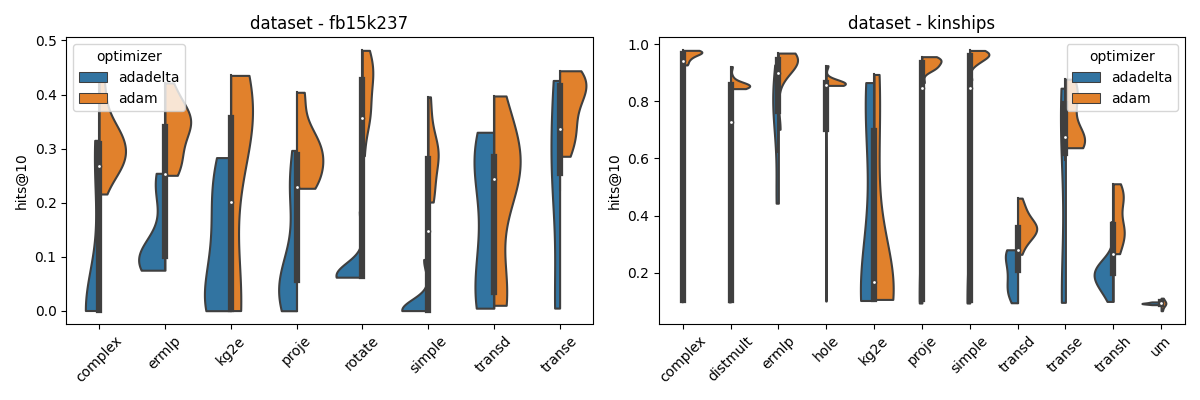 dataset - fb15k237
hits@10
0.5
0.4
0.3
0.2
0.1
0.0
optimizer
adadelta
adam
complex
ermlp
kg2e
proje
rotate
simple
transd
transe
dataset - kinships
hits@10
1.0
0.8
0.6
0.4
0.2
optimizer
adadelta
adam
complex
distmult
ermlp
hole
kg2e
proje
simple
transd
transe
transh
um